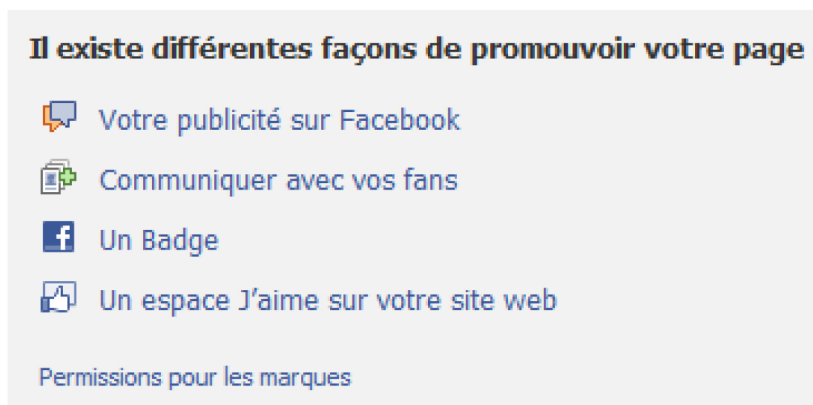 Il existe différentes façons de promouvoir votre page
Votre publicité sur Facebook
Communiquer avec vos fans
Un Badge
Un espace J'aime sur votre site web
Permissions pour les marques